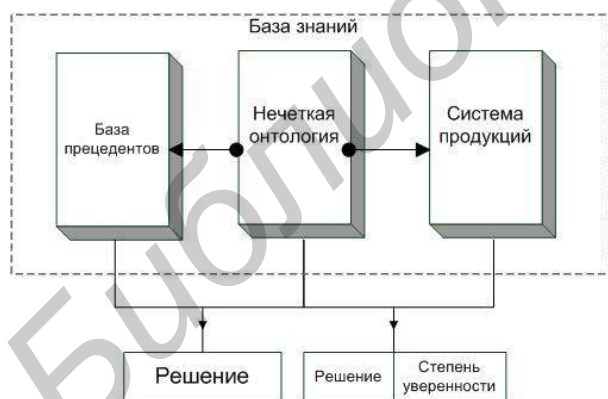 База знаний
База
прецедентов
Нечеткая
онтология
Система
продукций
Решение
Решение
Степень
уверенности